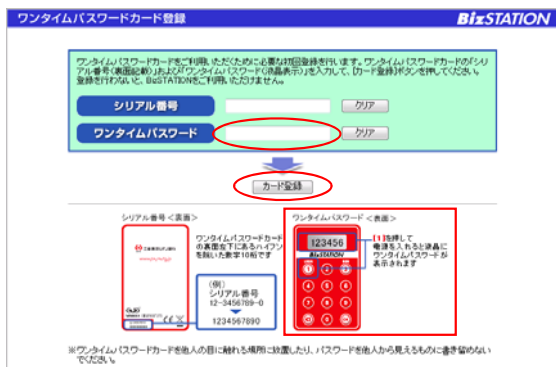 ワンタイムパスワードカード登録
BizSTATION
ワンタイムパスワードカードをご利用いただくために必要な初回登録を行います。ワンタイムパスワードカードの「シリ
アル番号(裏面記載)」および「ワンタイムパスワード(液晶表示)」を入力して、[カード登録]ボタンを押してください。
登録を行わないと、BizSTATIONをご利用いただけません。
シリアル番号
クリア
ワンタイムパスワード
クリア
カード登録
シリアル番号<裏面>
ワンタイムパスワードカード
の裏面左下にあるハイフン
を除いた数字10桁です
(例)
シリアル番号
12-3456789-0
1234567890
ワンタイムパスワード<表面>
123456
BizSTATION
[1]を押して
電源を入れると液晶に
ワンタイムパスワードが
表示されます
※ワンタイムパスワードカードを他人の目に触れる場所に放置したり、パスワードを他人から見えるものに書き留めない
でください。